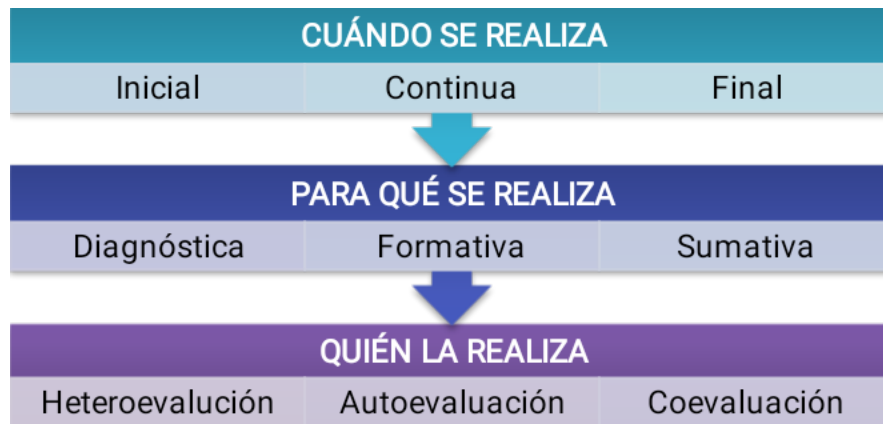 CUÁNDO SE REALIZA
Inicial Continua Final
PARA QUÉ SE REALIZA
Diagnóstica Formativa Sumativa
QUIÉN LA REALIZA
Heteroevalución Autoevaluación Coevaluación